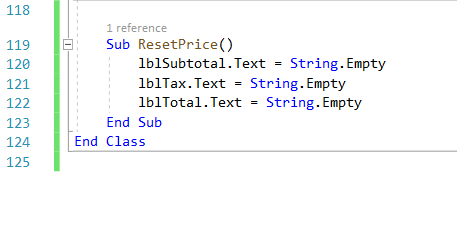 118
1 reference
119 Sub ResetPrice()
120 lblSubtotal.Text = String.Empty
121 lblTax.Text = String.Empty
122 lblTotal.Text = String.Empty
123 End Sub
124 End Class
125